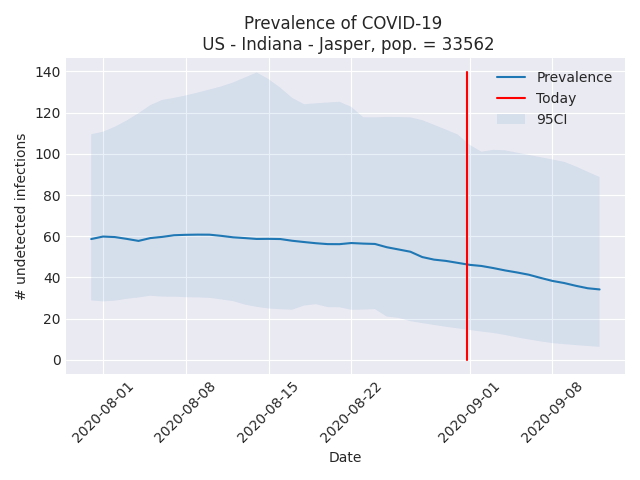 Prevalence of COVID-19
US - Indiana - Jasper, pop. = 33562
140
120
100
80
60
40
20
0
# undetected infections
Prevalence
Today
95CI
2020-08-01
2020-08-08
2020-08-15
2020-08-22
2020-09-01
2020-09-08
Date